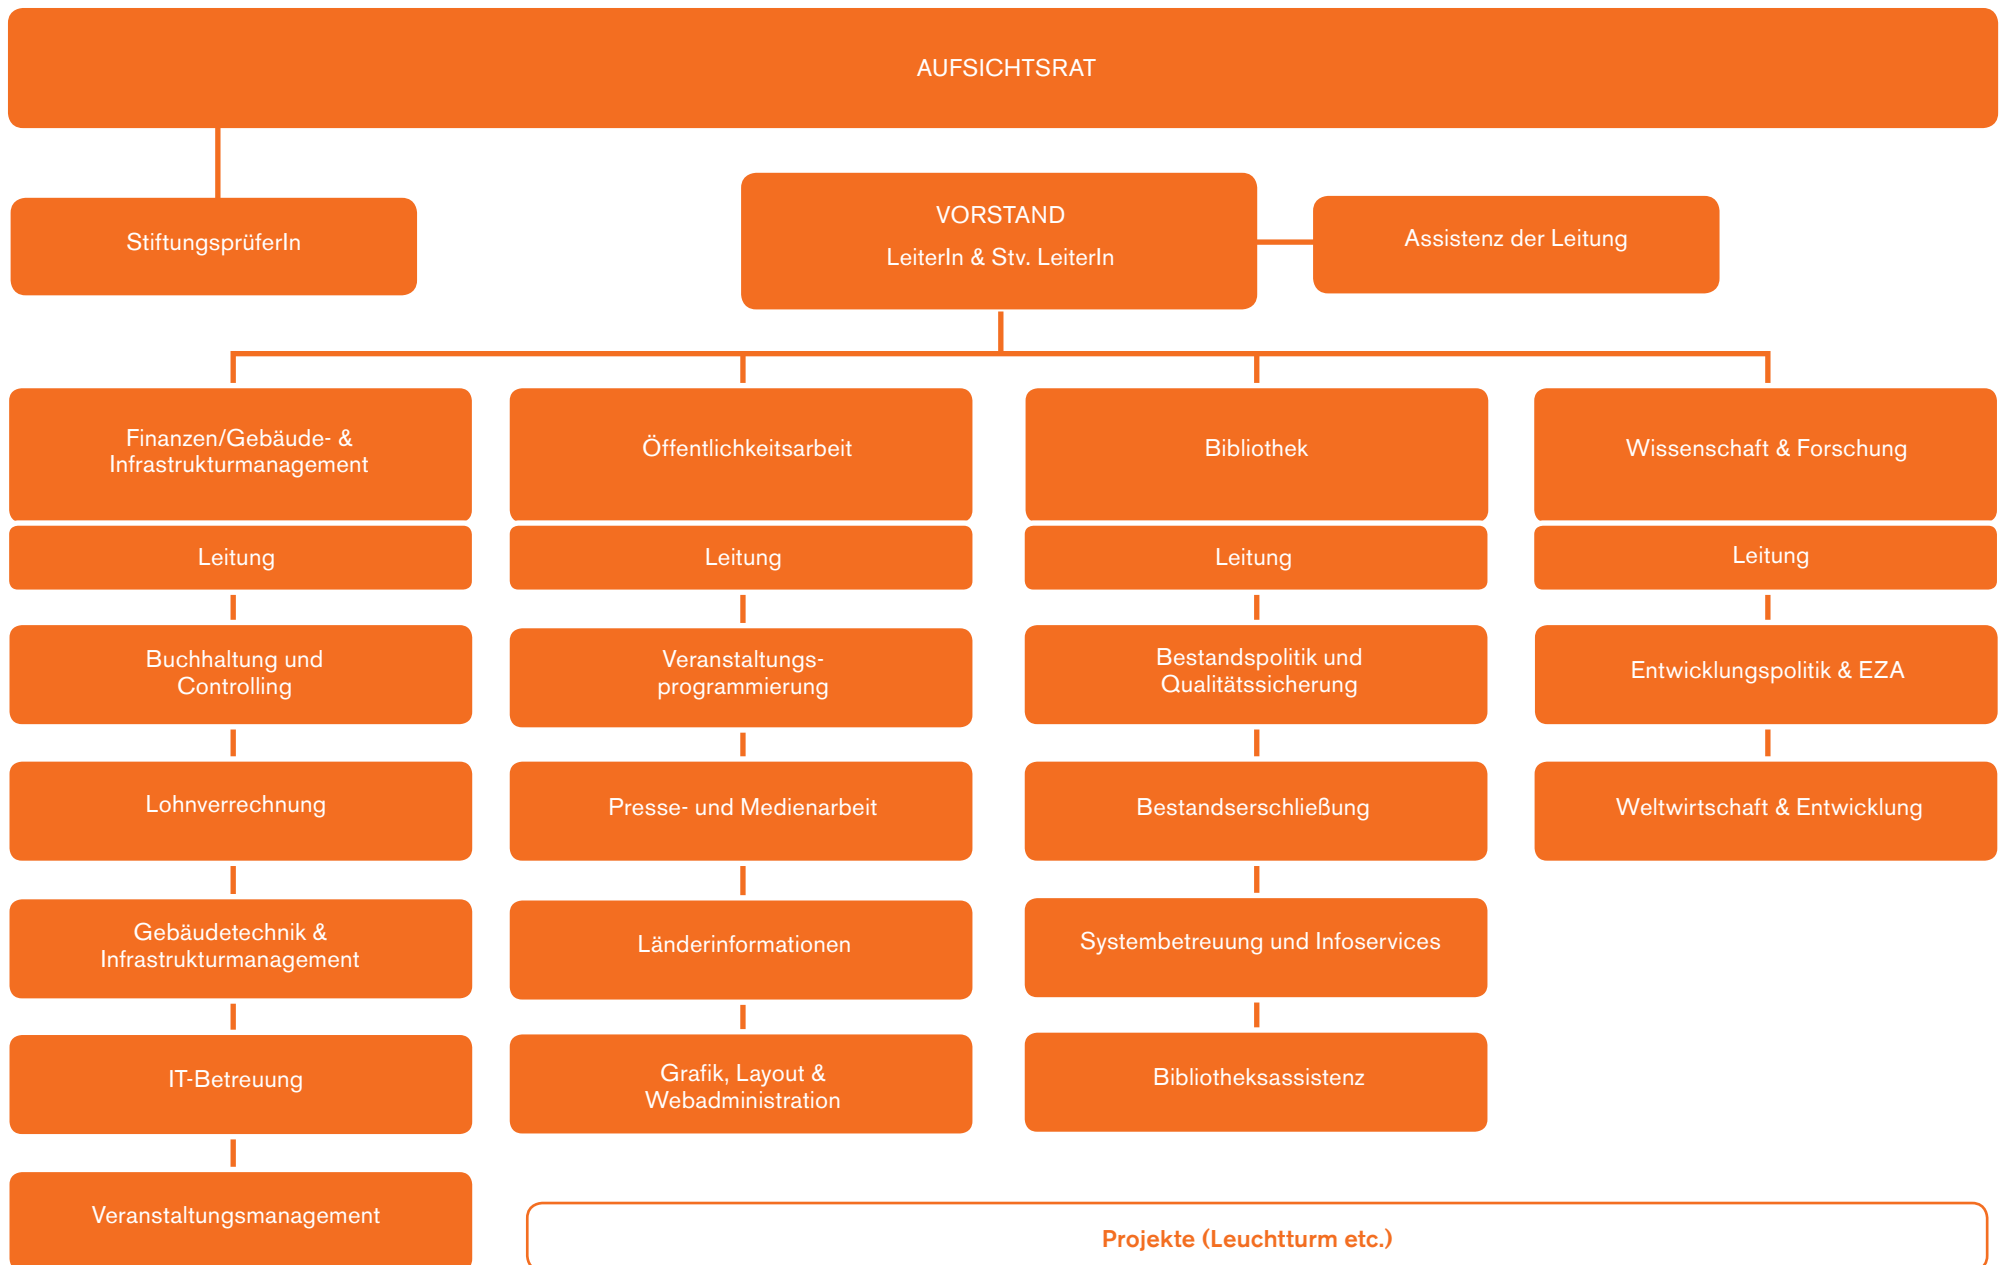 AUFSICHTSRAT
StiftungsprüferIn
VORSTAND
LeiterIn & Stv. LeiterIn
Assistenz der Leitung
Finanzen/Gebäude- &
Infrastrukturmanagement
Öffentlichkeitsarbeit
Bibliothek
Wissenschaft & Forschung
Leitung
Leitung
Leitung
Leitung
Buchhaltung und
Controlling
Veranstaltungs-
programmierung
Bestandspolitik und
Qualitätssicherung
Entwicklungspolitik & EZA
Lohnverrechnung
Presse- und Medienarbeit
Bestandserschließung
Weltwirtschaft & Entwicklung
Gebäudetechnik &
Infrastrukturmanagement
Länderinformationen
Systembetreuung und Infoservices
IT-Betreuung
Grafik, Layout &
Webadministration
Bibliotheksassistenz
Veranstaltungsmanagement
Projekte (Leuchtturm etc.)